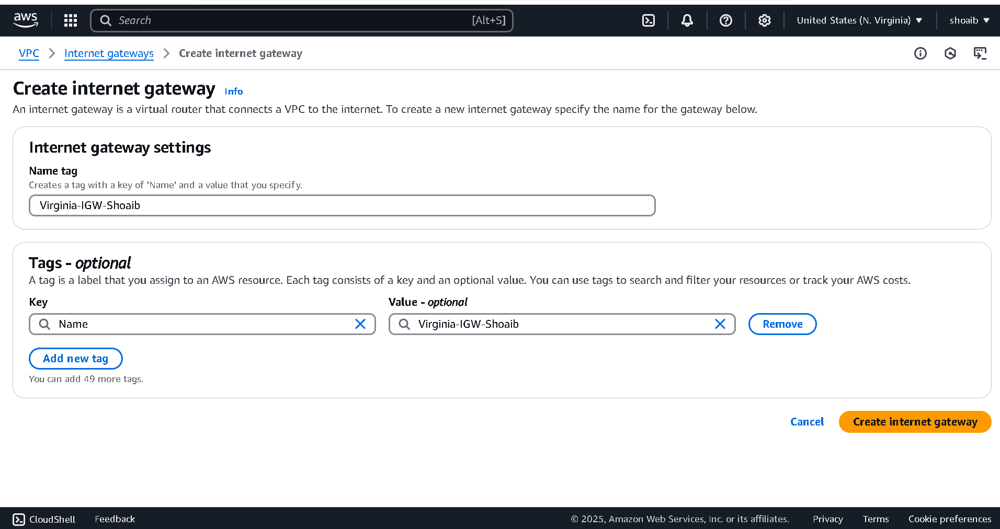 aws Search [Alt+S] United States (N. Virginia) shoaib
VPC Internet gateways Create internet gateway
Create internet gateway Info
An internet gateway is a virtual router that connects a VPC to the internet. To create a new internet gateway specify the name for the gateway below.
Internet gateway settings
Name tag
Creates a tag with a key of 'Name' and a value that you specify.
Virginia-IGW-Shoaib
Tags - optional
A tag is a label that you assign to an AWS resource. Each tag consists of a key and an optional value. You can use tags to search and filter your resources or track your AWS costs.
Key Value - optional
Name Virginia-IGW-Shoaib Remove
Add new tag
You can add 49 more tags.
Cancel Create internet gateway
CloudShell Feedback © 2025, Amazon Web Services, Inc. or its affiliates. Privacy Terms Cookie preferences